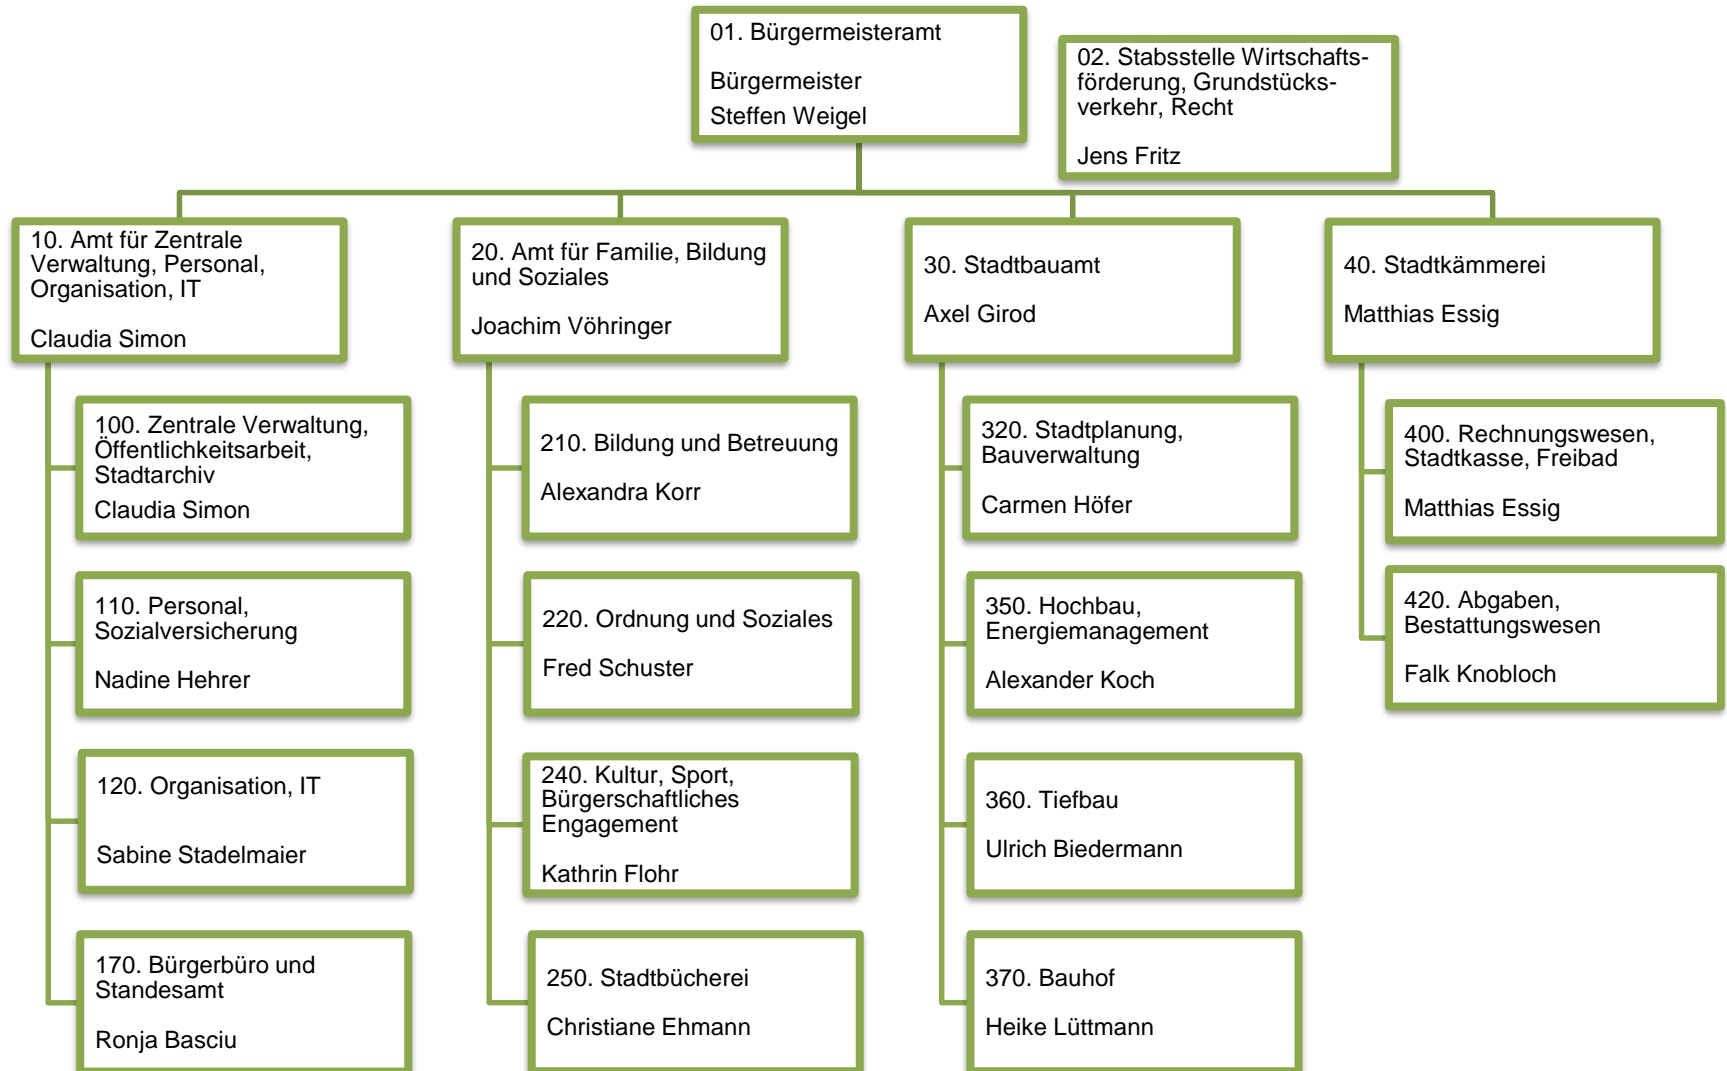 01. Bürgermeisteramt
Bürgermeister
Steffen Weigel
02. Stabsstelle Wirtschafts-
förderung, Grundstücks-
verkehr, Recht
Jens Fritz
10. Amt für Zentrale
Verwaltung, Personal,
Organisation, IT
Claudia Simon
100. Zentrale Verwaltung,
Öffentlichkeitsarbeit,
Stadtarchiv
Claudia Simon
110. Personal,
Sozialversicherung
Nadine Hehrer
120. Organisation, IT
Sabine Stadelmaier
170. Bürgerbüro und
Standesamt
Ronja Basciu
20. Amt für Familie, Bildung
und Soziales
Joachim Vöhringer
210. Bildung und Betreuung
Alexandra Korr
220. Ordnung und Soziales
Fred Schuster
240. Kultur, Sport,
Bürgerschaftliches
Engagement
Kathrin Flohr
250. Stadtbücherei
Christiane Ehmann
30. Stadtbauamt
Axel Girod
320. Stadtplanung,
Bauverwaltung
Carmen Höfer
350. Hochbau,
Energiemanagement
Alexander Koch
360. Tiefbau
Ulrich Biedermann
370. Bauhof
Heike Lüttmann
40. Stadtkämmerei
Matthias Essig
400. Rechnungswesen,
Stadtkasse, Freibad
Matthias Essig
420. Abgaben,
Bestattungswesen
Falk Knobloch